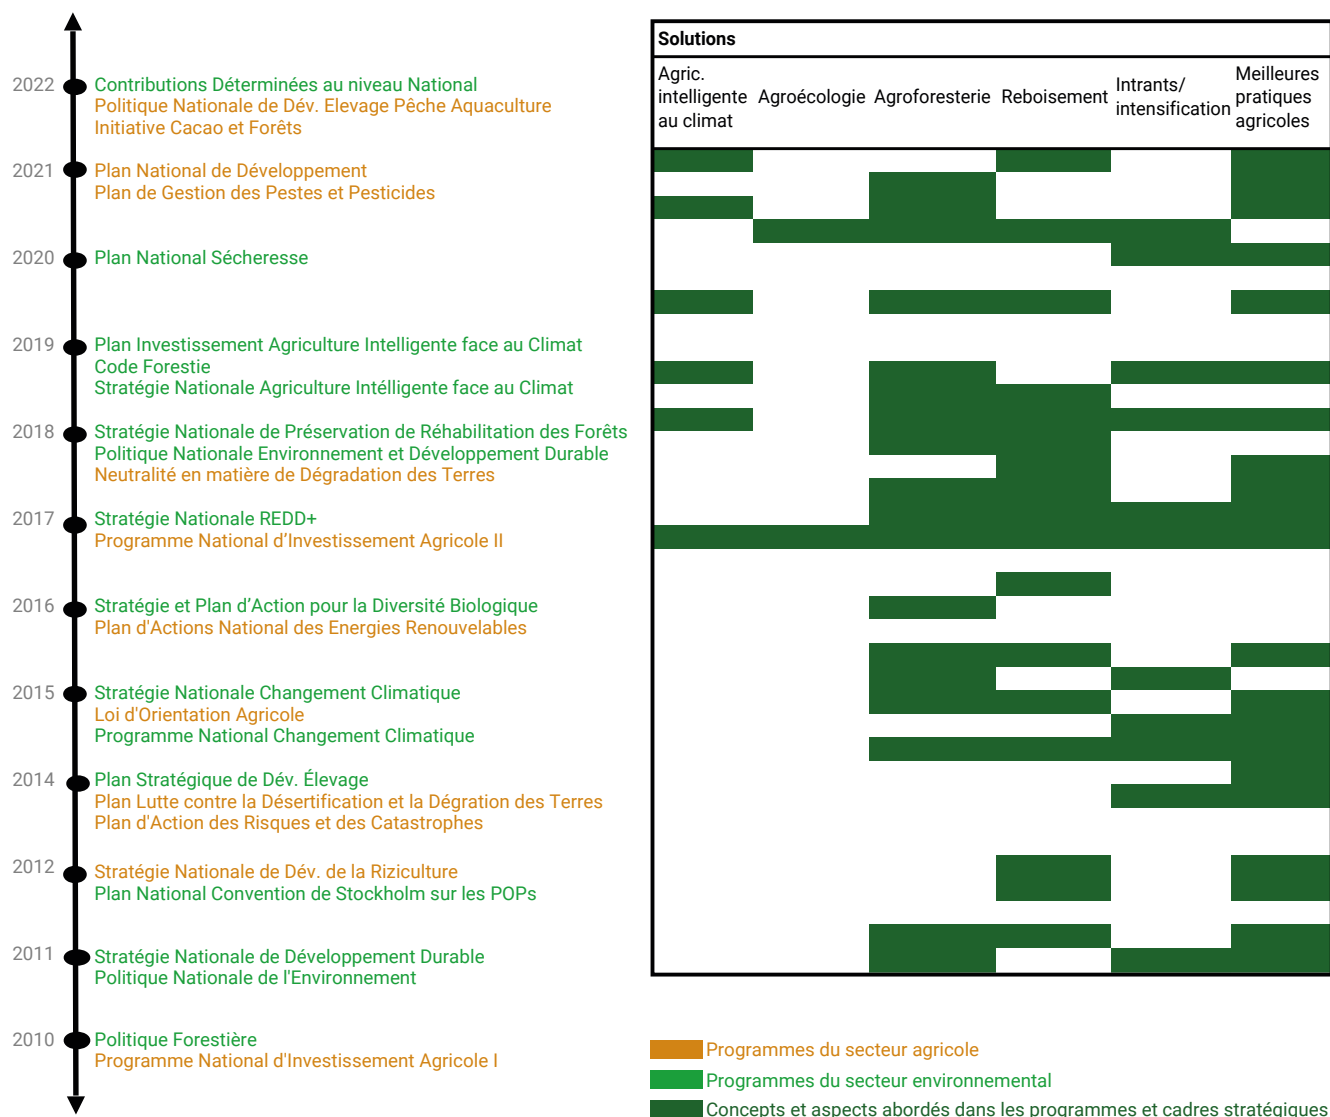 2022
Contributions Déterminées au niveau National
Politique Nationale de Dév. Elevage Pêche Aquaculture
Initiative Cacao et Forêts
2021
Plan National de Développement
Plan de Gestion des Pestes et Pesticides
2020
Plan National Sécheresse
2019
Plan Investissement Agriculture Intelligente face au Climat
Code Forestie
Stratégie Nationale Agriculture Intélligente face au Climat
2018
Stratégie Nationale de Préservation de Réhabilitation des Forêts
Politique Nationale Environnement et Développement Durable
Neutralité en matière de Dégradation des Terres
2017
Stratégie Nationale REDD+
Programme National d’Investissement Agricole II
2016
Stratégie et Plan d’Action pour la Diversité Biologique
Plan d'Actions National des Energies Renouvelables
2015
Stratégie Nationale Changement Climatique
Loi d'Orientation Agricole
Programme National Changement Climatique
2014
Plan Stratégique de Dév. Élevage
Plan Lutte contre la Désertification et la Dégration des Terres
Plan d'Action des Risques et des Catastrophes
2012
Stratégie Nationale de Dév. de la Riziculture
Plan National Convention de Stockholm sur les POPs
2011
Stratégie Nationale de Développement Durable
Politique Nationale de l'Environnement
2010
Politique Forestière
Programme National d'Investissement Agricole I
Solutions
Agric.
intelligente
au climat
Agroécologie
Agroforesterie
Reboisement
Intrants/
intensification
Meilleures
pratiques
agricoles
Programmes du secteur agricole
Programmes du secteur environnemental
Concepts et aspects abordés dans les programmes et cadres stratégiques